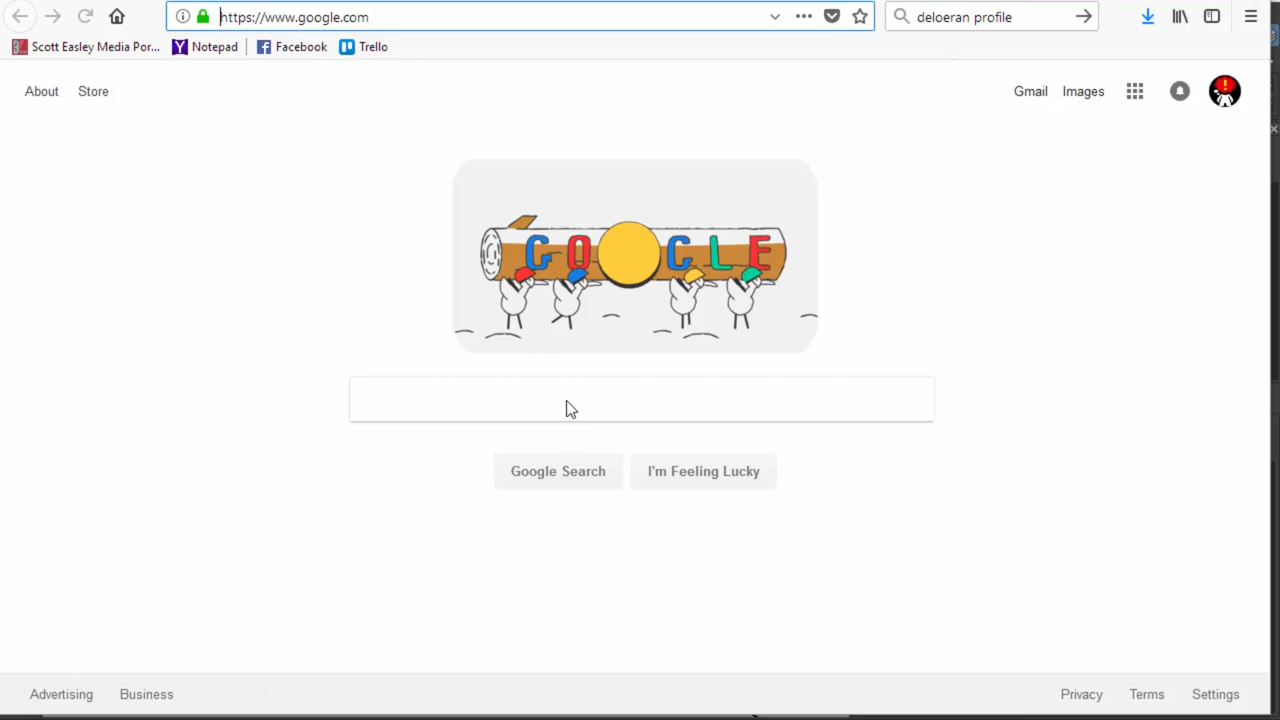 https://www.google.com
deloeran profile
Scott Easley Media Por...
Notepad
Facebook
Trello
About
Store
Gmail
Images
GOOGLE
Google Search
I'm Feeling Lucky
Advertising
Business
Privacy
Terms
Settings